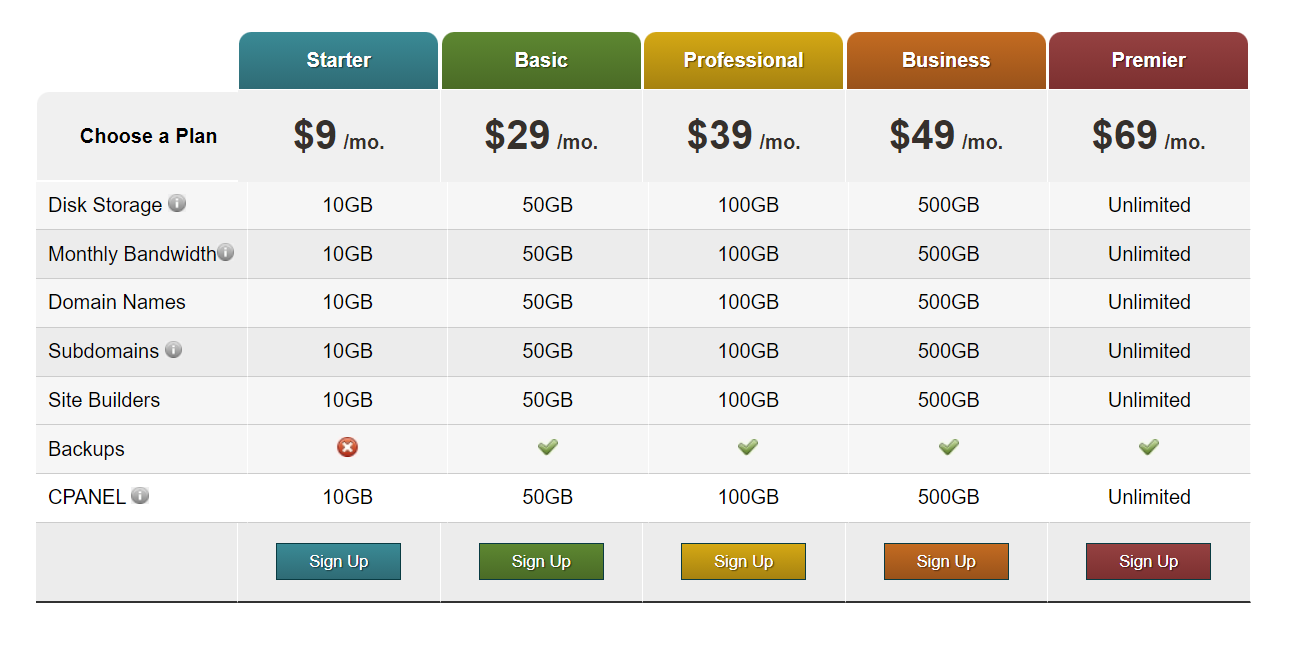 Starter Basic Professional Business Premier
Choose a Plan $9 /mo. $29 /mo. $39 /mo. $49 /mo. $69 /mo.
Disk Storage 10GB 50GB 100GB 500GB Unlimited
Monthly Bandwidth 10GB 50GB 100GB 500GB Unlimited
Domain Names 10GB 50GB 100GB 500GB Unlimited
Subdomains 10GB 50GB 100GB 500GB Unlimited
Site Builders 10GB 50GB 100GB 500GB Unlimited
Backups
CPANEL 10GB 50GB 100GB 500GB Unlimited
Sign Up Sign Up Sign Up Sign Up Sign Up